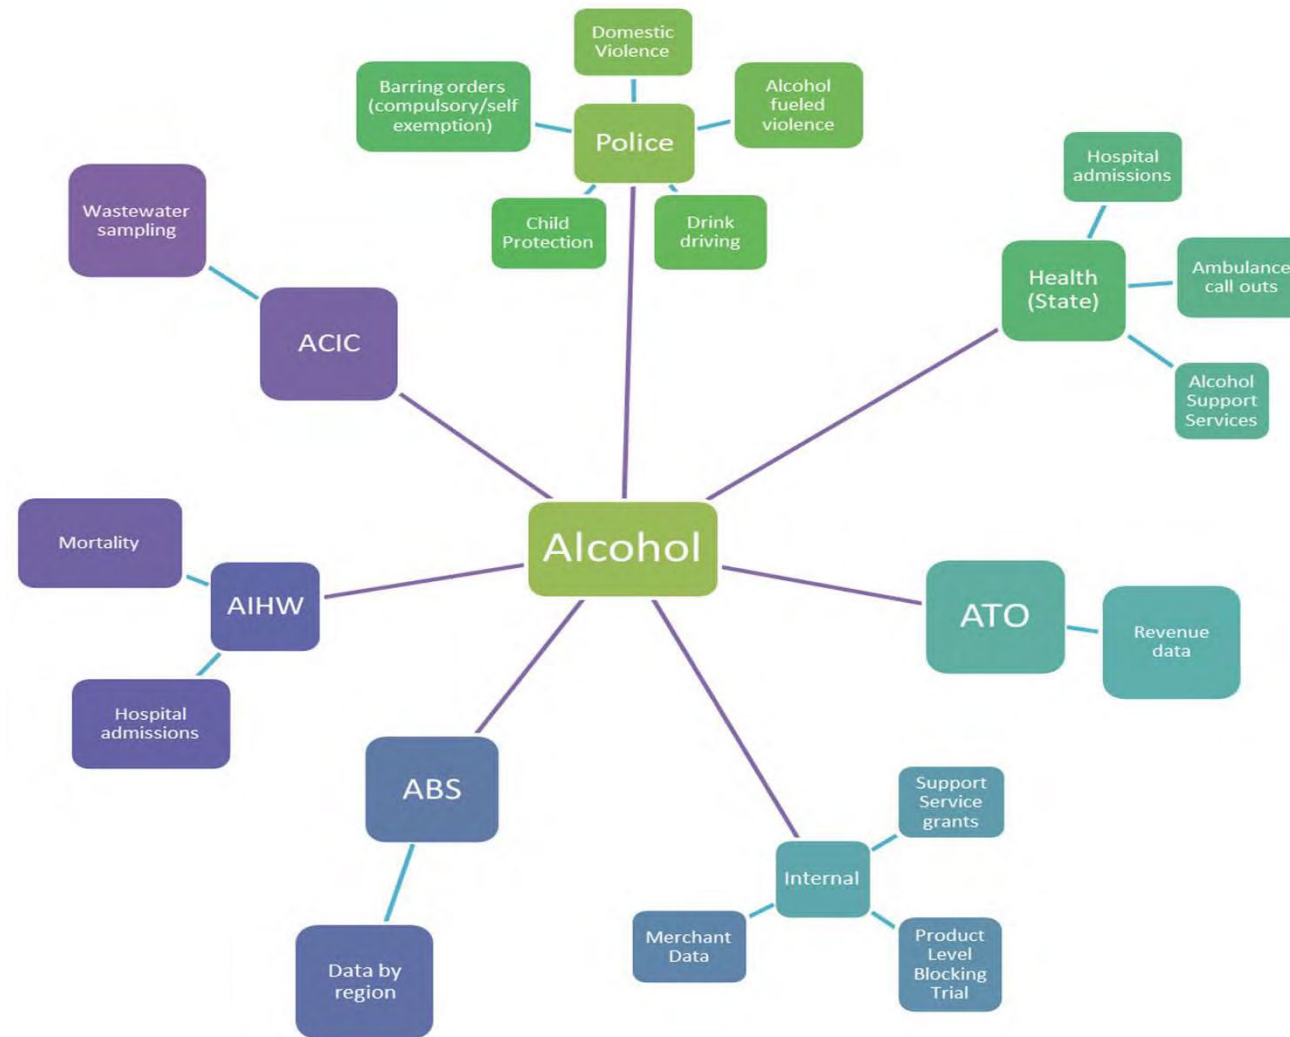 Domestic
Violence
Barring orders
(compulsory/self
exemption)
Alcohol
fueled
violence
Police
Child
Protection
Drink
driving
Hospital
admissions
Health
(State)
Ambulance
call outs
Alcohol
Support
Services
Wastewater
sampling
ACIC
Alcohol
Mortality
AIHW
Hospital
admissions
ATO
Revenue
data
ABS
Data by
region
Support
Service
grants
Internal
Merchant
Data
Product
Level
Blocking
Trial